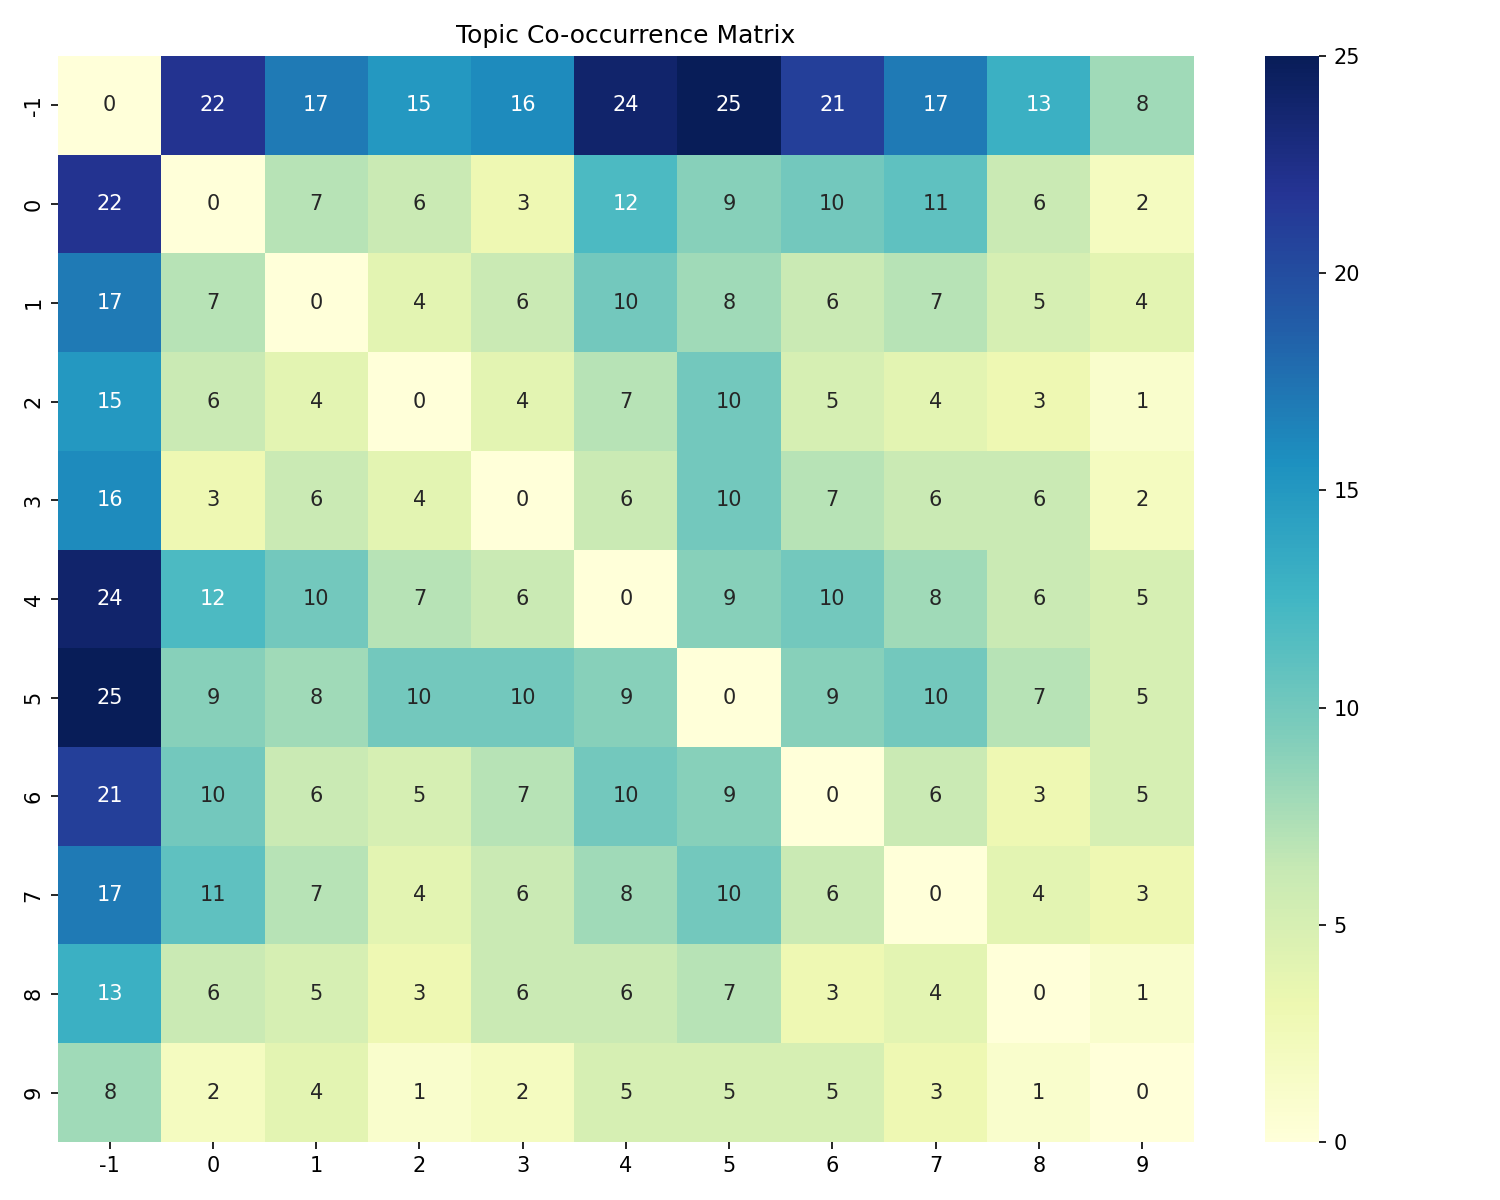 Topic Co-occurrence Matrix
-1 0 22 17 15 16 24 25 21 17 13 8
0 22 0 7 6 3 12 9 10 11 6 2
1 17 7 0 4 6 10 8 6 7 5 4
2 15 6 4 0 4 7 10 5 4 3 1
3 16 3 6 4 0 6 10 7 6 6 2
4 24 12 10 7 6 0 9 10 8 6 5
5 25 9 8 10 10 9 0 9 10 7 5
6 21 10 6 5 7 10 9 0 6 3 5
7 17 11 7 4 6 8 10 6 0 4 3
8 13 6 5 3 6 6 7 3 4 0 1
9 8 2 4 1 2 5 5 5 3 1 0
-1 0 1 2 3 4 5 6 7 8 9
25
20
15
10
5
0